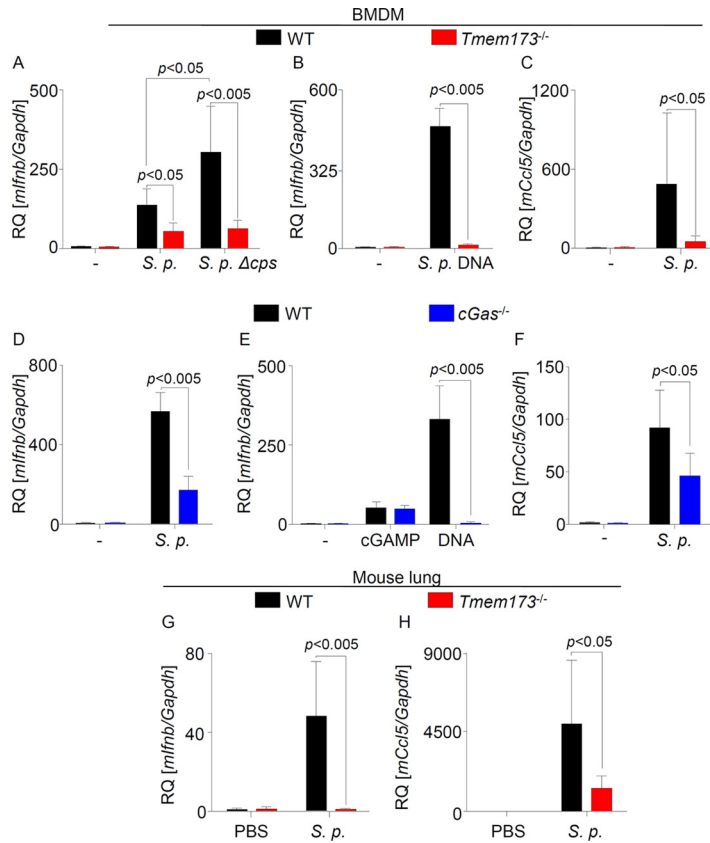 BMDM
WT Tmem173-/-
A B C
RQ [mIfnb/Gapdh]
500
250
0
p<0.05
p<0.005
p<0.05
- S. p. S. p. Δcps
RQ [mIfnb/Gapdh]
600
325
0
p<0.005
- S. p. DNA
RQ [mCcl5/Gapdh]
1200
600
0
p<0.05
- S. p.
WT cGas-/-
D E F
RQ [mIfnb/Gapdh]
800
400
0
p<0.005
- S. p.
RQ [mIfnb/Gapdh]
500
250
0
p<0.005
- cGAMP DNA
RQ [mCcl5/Gapdh]
150
100
50
0
p<0.05
- S. p.
Mouse lung
WT Tmem173-/-
G H
RQ [mIfnb/Gapdh]
80
40
0
p<0.005
PBS S. p.
RQ [mCcl5/Gapdh]
9000
4500
0
p<0.05
PBS S. p.